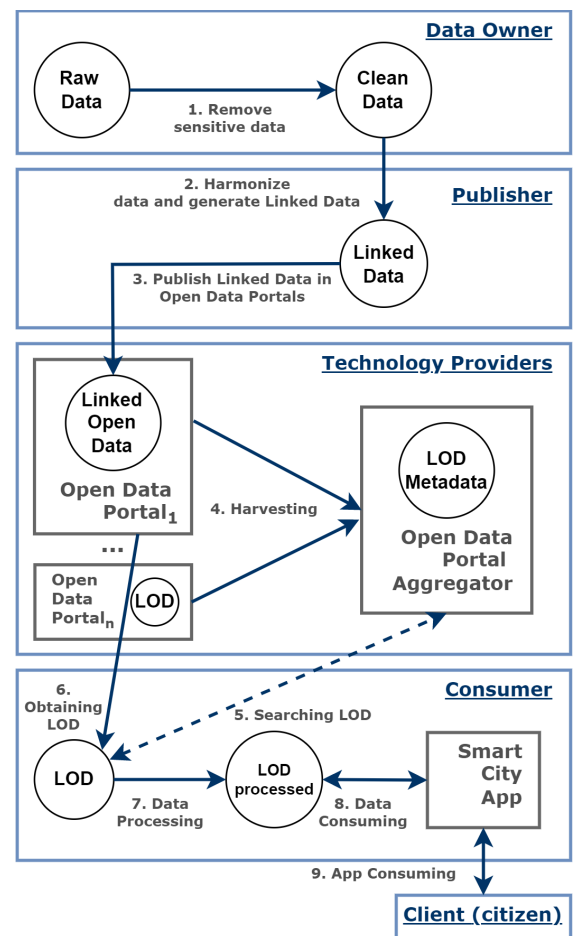 Data Owner
Raw
Data
Clean
Data
1. Remove
sensitive data
2. Harmonize
data and generate Linked Data
Publisher
Linked
Data
3. Publish Linked Data in
Open Data Portals
Technology Providers
Linked
Open
Data
Open Data
Portal1
4. Harvesting
LOD
Metadata
Open Data
Portal
Aggregator
...
Open
Data
Portaln
LOD
Consumer
6.
Obtaining
LOD
5. Searching LOD
LOD
7. Data
Processing
LOD
processed
8. Data
Consuming
Smart
City
App
9. App Consuming
Client (citizen)